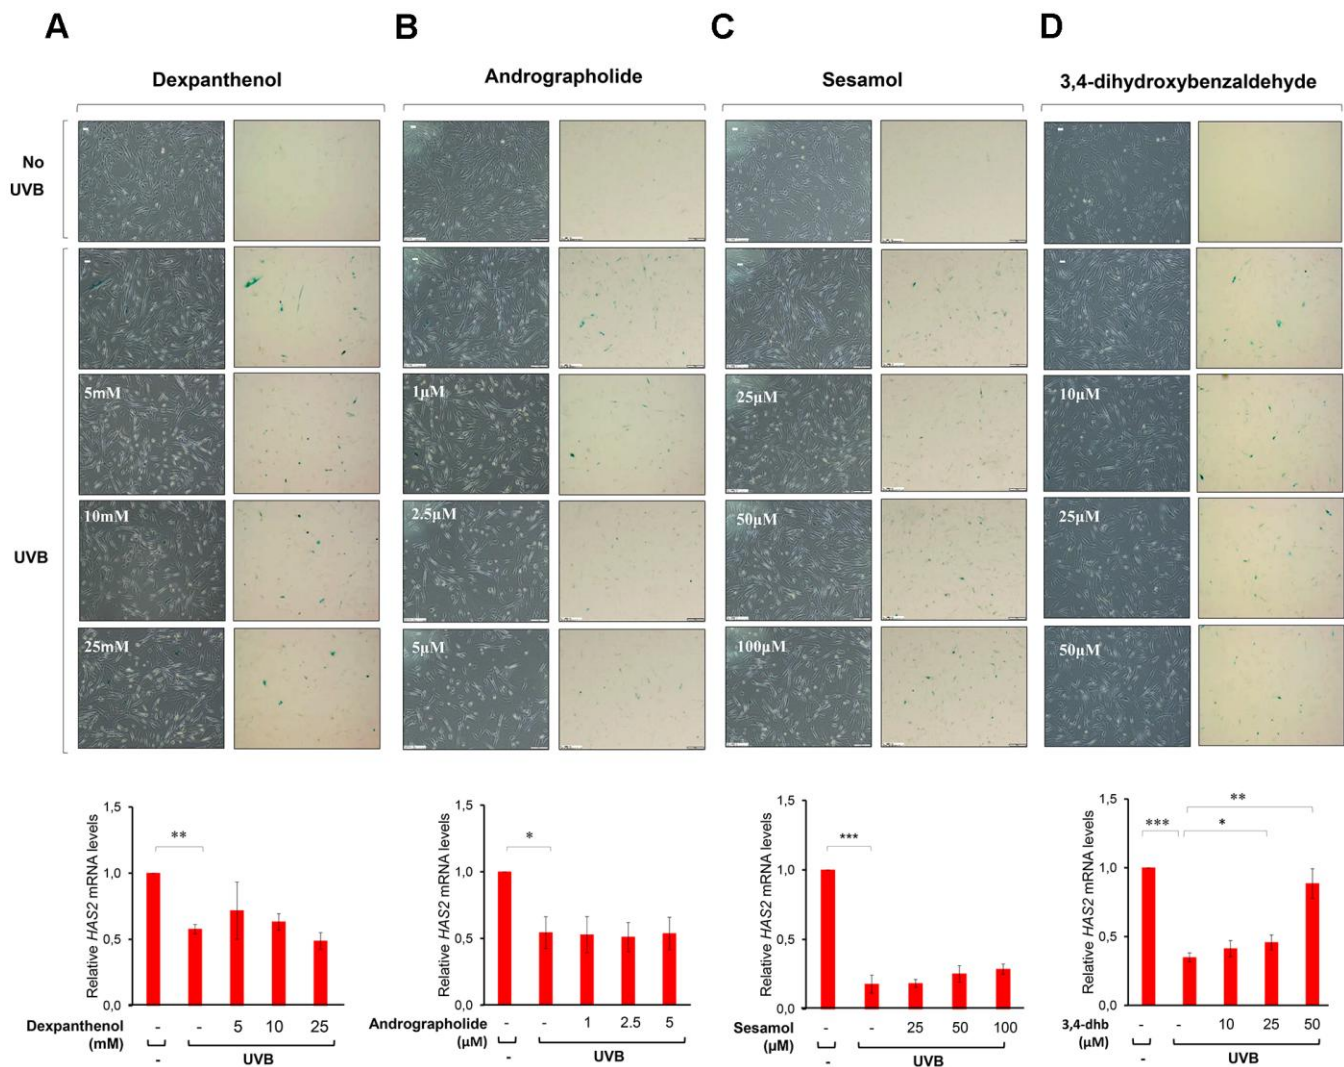 A B C D
Dexpanthenol Andrographolide Sesamol 3,4-dihydroxybenzaldehyde
No
UVB
5mM 1µM 25µM 10µM
10mM 2.5µM 50µM 25µM
UVB
25mM 5µM 100µM 50µM
Relative HAS2 mRNA levels
1,5
1,0
0,5
0,0
**
Dexpanthenol - - 5 10 25
(mM)
- UVB
Relative HAS2 mRNA levels
1,5
1,0
0,5
0,0
*
Andrographolide - - 1 2.5 5
(µM)
- UVB
Relative HAS2 mRNA levels
1,5
1,0
0,5
0,0
***
Sesamol - - 25 50 100
(µM)
- UVB
Relative HAS2 mRNA levels
1,5
1,0
0,5
0,0
**
*** *
3,4-dhb - - 10 25 50
(µM)
- UVB